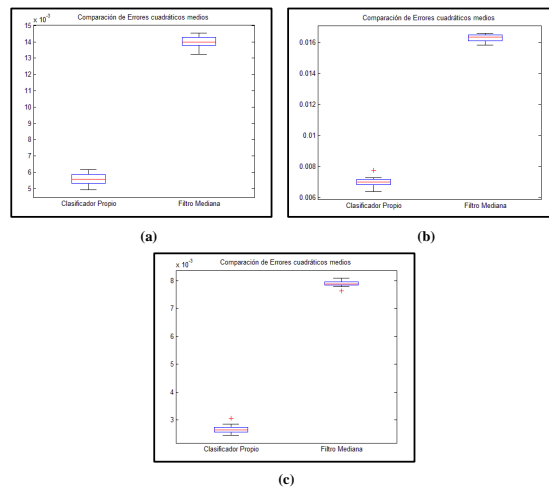 Comparación de Errores cuadráticos medios
x 10⁻³
15
14
13
12
11
10
9
8
7
6
5
Clasificador Propio Filtro Mediana
(a)
Comparación de Errores cuadráticos medios
0.016
0.014
0.012
0.01
0.008
0.006
Clasificador Propio Filtro Mediana
(b)
Comparación de Errores cuadráticos medios
x 10⁻³
8
7
6
5
4
3
Clasificador Propio Filtro Mediana
(c)